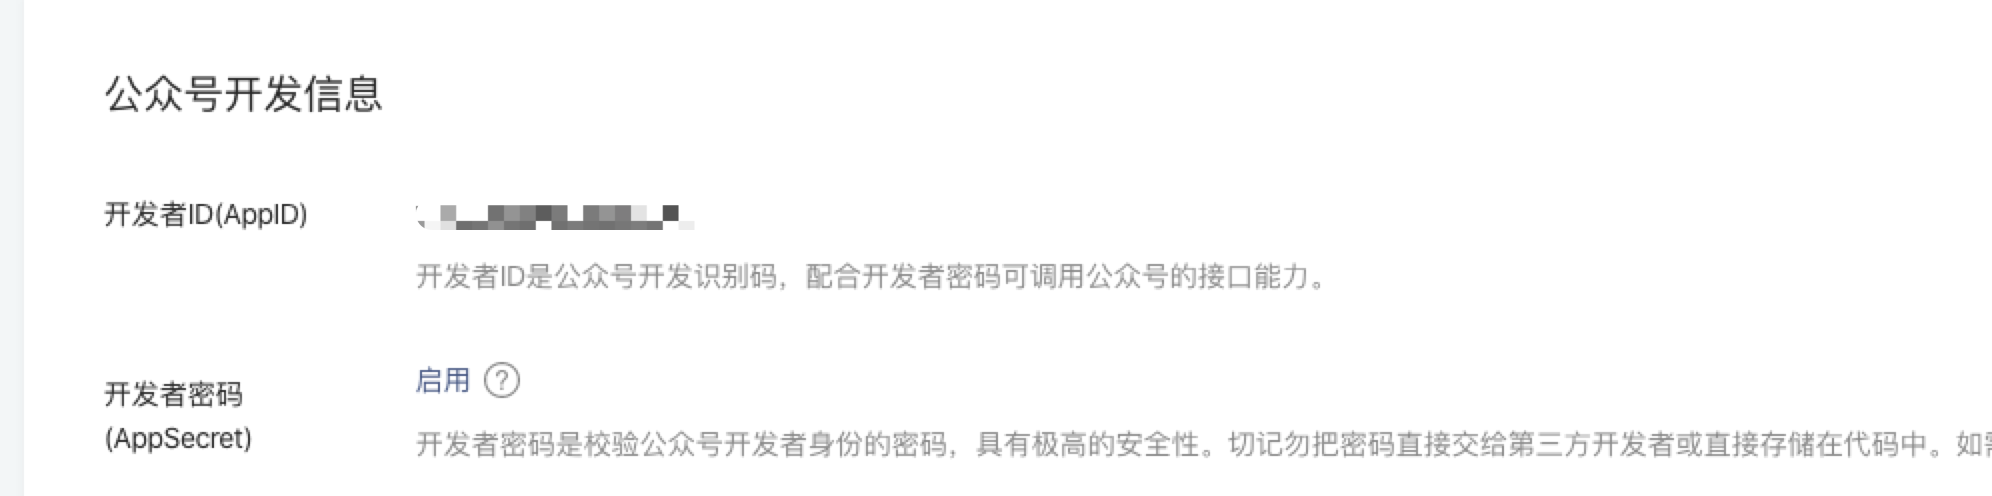 公众号开发信息
开发者ID(AppID)
开发者ID是公众号开发识别码，配合开发者密码可调用公众号的接口能力。
开发者密码
(AppSecret)
启用 ?
开发者密码是校验公众号开发者身份的密码，具有极高的安全性。切记勿把密码直接交给第三方开发者或直接存储在代码中。如